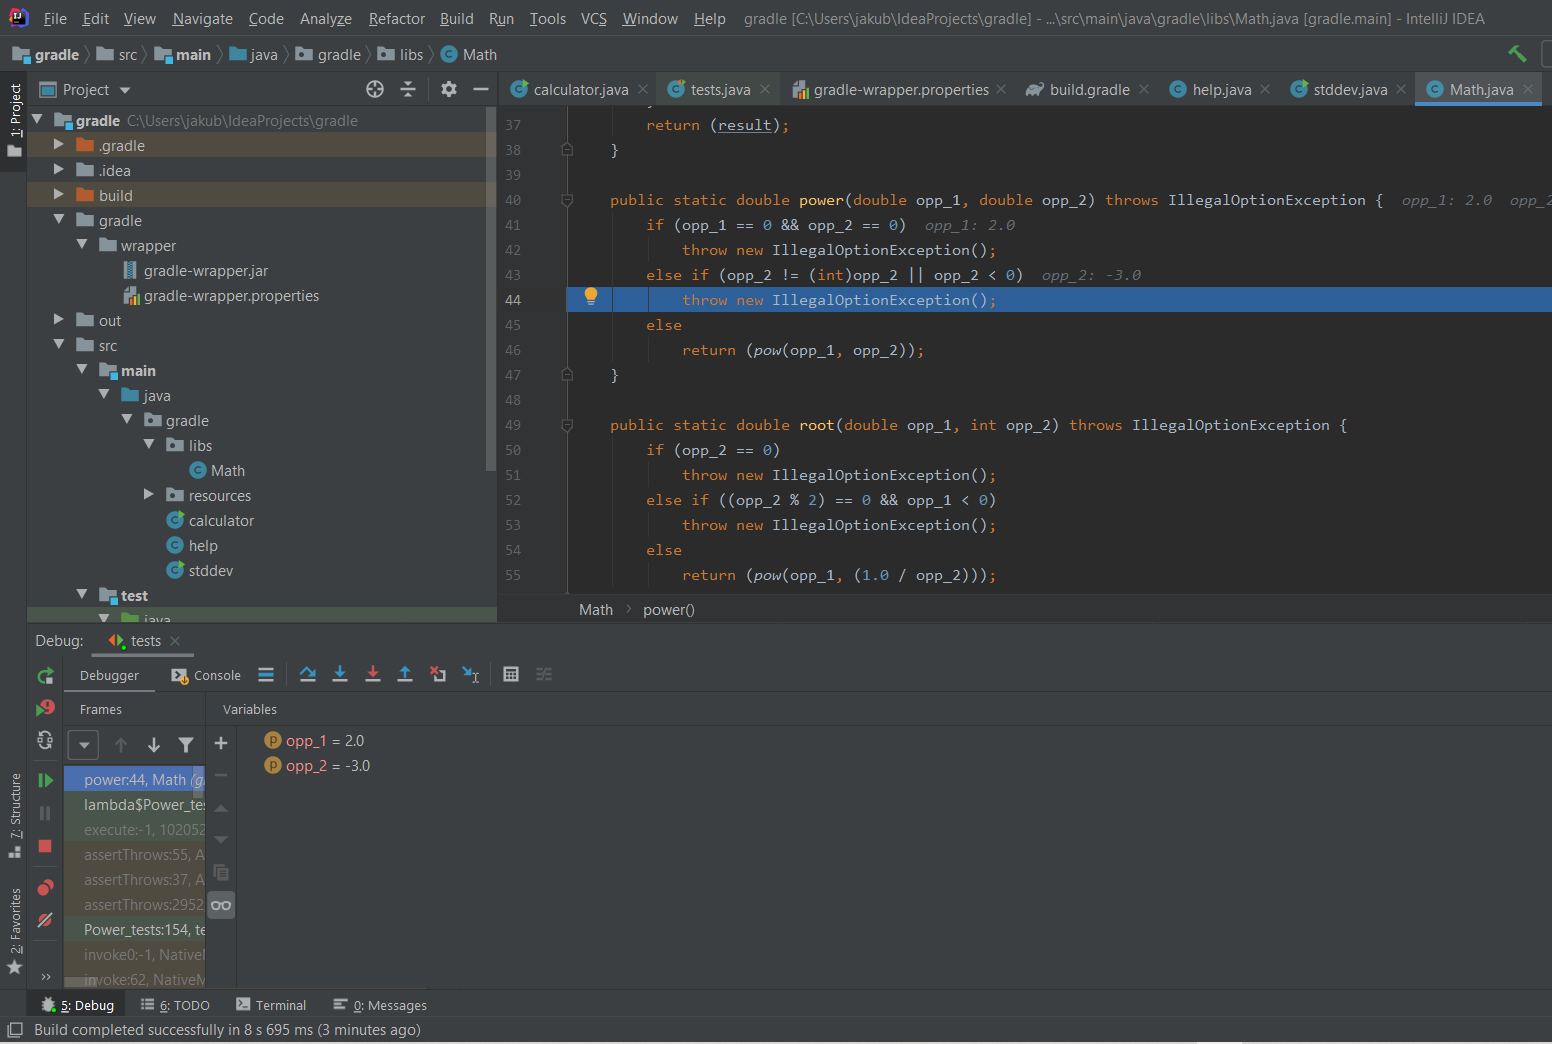 File Edit View Navigate Code Analyze Refactor Build Run Tools VCS Window Help gradle [C:\Users\jakub\IdeaProjects\gradle] - ...\src\main\java\gradle\libs\Math.java [gradle.main] - IntelliJ IDEA
gradle src main java gradle libs Math
1: Project
Project
calculator.java tests.java gradle-wrapper.properties build.gradle help.java stddev.java Math.java
gradle C:\Users\jakub\IdeaProjects\gradle
.gradle
.idea
build
gradle
wrapper
gradle-wrapper.jar
gradle-wrapper.properties
out
src
main
java
gradle
libs
Math
resources
calculator
help
stddev
test
java
37 return (result);
38 }
39
40 public static double power(double opp_1, double opp_2) throws IllegalOptionException { opp_1: 2.0 opp_2
41 if (opp_1 == 0 && opp_2 == 0) opp_1: 2.0
42 throw new IllegalOptionException();
43 else if (opp_2 != (int)opp_2 || opp_2 < 0) opp_2: -3.0
44 throw new IllegalOptionException();
45 else
46 return (pow(opp_1, opp_2));
47 }
48
49 public static double root(double opp_1, int opp_2) throws IllegalOptionException {
50 if (opp_2 == 0)
51 throw new IllegalOptionException();
52 else if ((opp_2 % 2) == 0 && opp_1 < 0)
53 throw new IllegalOptionException();
54 else
55 return (pow(opp_1, (1.0 / opp_2)));
Math power()
Debug: tests
Debugger Console
Frames Variables
opp_1 = 2.0
opp_2 = -3.0
power:44, Math (g
lambda$Power_tes
execute:-1, 102052
assertThrows:55, A
assertThrows:37, A
assertThrows:2952
Power_tests:154, te
invoke0:-1, Native
invoke:62, NativeM
7: Structure
2: Favorites
5: Debug 6: TODO Terminal 0: Messages
Build completed successfully in 8 s 695 ms (3 minutes ago)